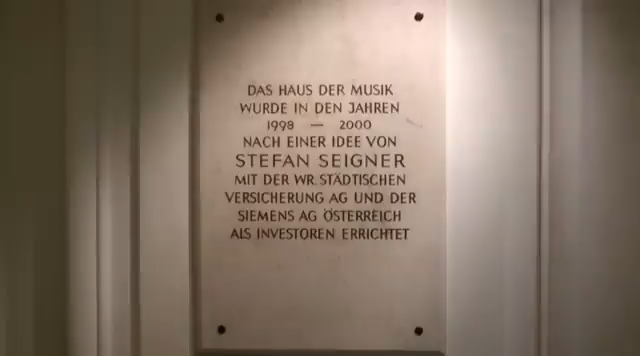 DAS HAUS DER MUSIK
WURDE IN DEN JAHREN
1998 — 2000
NACH EINER IDEE VON
STEFAN SEIGNER
MIT DER WR. STÄDTISCHEN
VERSICHERUNG AG UND DER
SIEMENS AG ÖSTERREICH
ALS INVESTOREN ERRICHTET